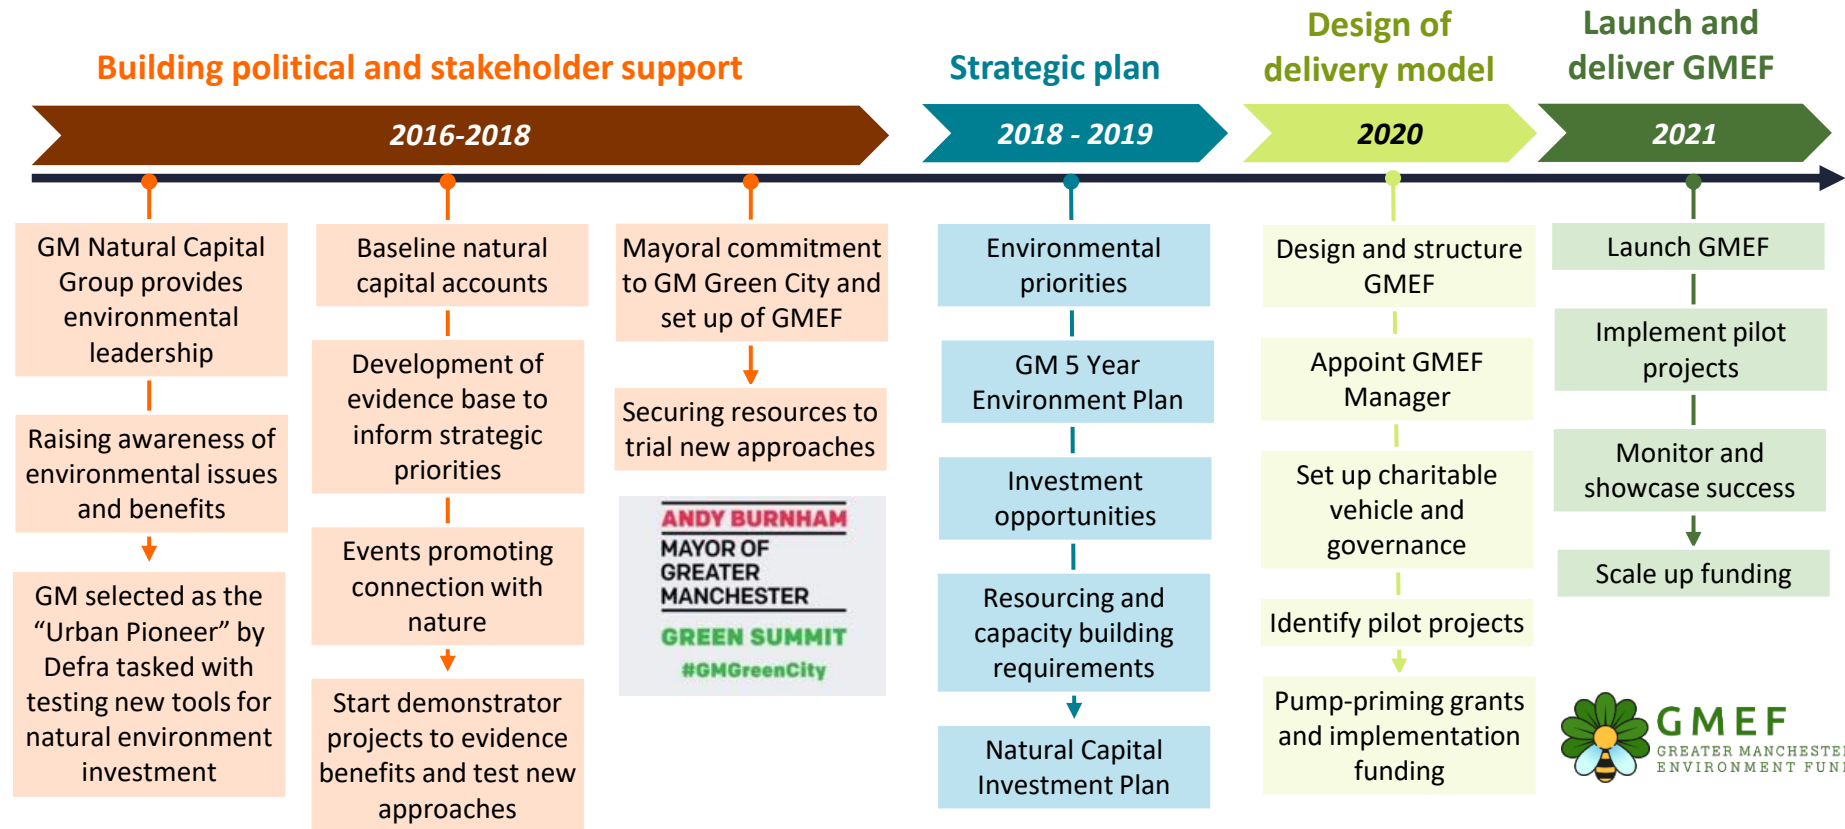 Building political and stakeholder support
Strategic plan
Design of
delivery model
Launch and
deliver GMEF
2016-2018
2018 - 2019
2020
2021
GM Natural Capital
Group provides
environmental
leadership
Raising awareness of
environmental issues
and benefits
GM selected as the
“Urban Pioneer” by
Defra tasked with
testing new tools for
natural environment
investment
Baseline natural
capital accounts
Development of
evidence base to
inform strategic
priorities
Events promoting
connection with
nature
Start demonstrator
projects to evidence
benefits and test new
approaches
Mayoral commitment
to GM Green City and
set up of GMEF
Securing resources to
trial new approaches
ANDY BURNHAM
MAYOR OF
GREATER
MANCHESTER
GREEN SUMMIT
#GMGreenCity
Environmental
priorities
GM 5 Year
Environment Plan
Investment
opportunities
Resourcing and
capacity building
requirements
Natural Capital
Investment Plan
Design and structure
GMEF
Appoint GMEF
Manager
Set up charitable
vehicle and
governance
Identify pilot projects
Pump-priming grants
and implementation
funding
Launch GMEF
Implement pilot
projects
Monitor and
showcase success
Scale up funding
GMEF
GREATER MANCHESTER
ENVIRONMENT FUN